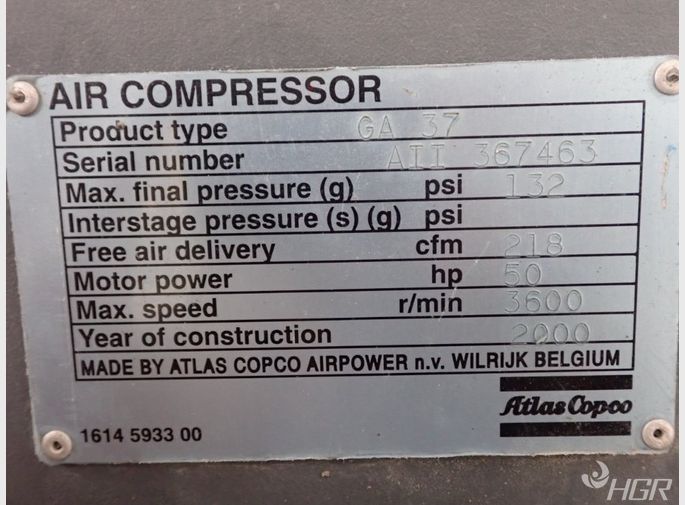 AIR COMPRESSOR
Product type GA 37
Serial number AII 367463
Max. final pressure (g) psi 132
Interstage pressure (s) (g) psi
Free air delivery cfm 218
Motor power hp 50
Max. speed r/min 3600
Year of construction 2000
MADE BY ATLAS COPCO AIRPOWER n.v. WILRIJK BELGIUM
Atlas Copco
1614 5933 00
HGR